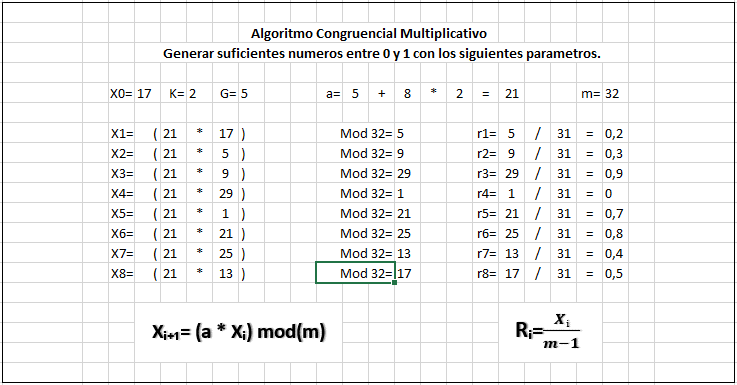 Algoritmo Congruencial Multiplicativo
Generar suficientes numeros entre 0 y 1 con los siguientes parametros.
X0= 17 K= 2 G= 5 a= 5 + 8 * 2 = 21 m= 32
X1= ( 21 * 17 ) Mod 32= 5 r1= 5 / 31 = 0,2
X2= ( 21 * 5 ) Mod 32= 9 r2= 9 / 31 = 0,3
X3= ( 21 * 9 ) Mod 32= 29 r3= 29 / 31 = 0,9
X4= ( 21 * 29 ) Mod 32= 1 r4= 1 / 31 = 0
X5= ( 21 * 1 ) Mod 32= 21 r5= 21 / 31 = 0,7
X6= ( 21 * 21 ) Mod 32= 25 r6= 25 / 31 = 0,8
X7= ( 21 * 25 ) Mod 32= 13 r7= 13 / 31 = 0,4
X8= ( 21 * 13 ) Mod 32= 17 r8= 17 / 31 = 0,5
Xi+1= (a * Xi) mod(m) Ri= Xi / m−1